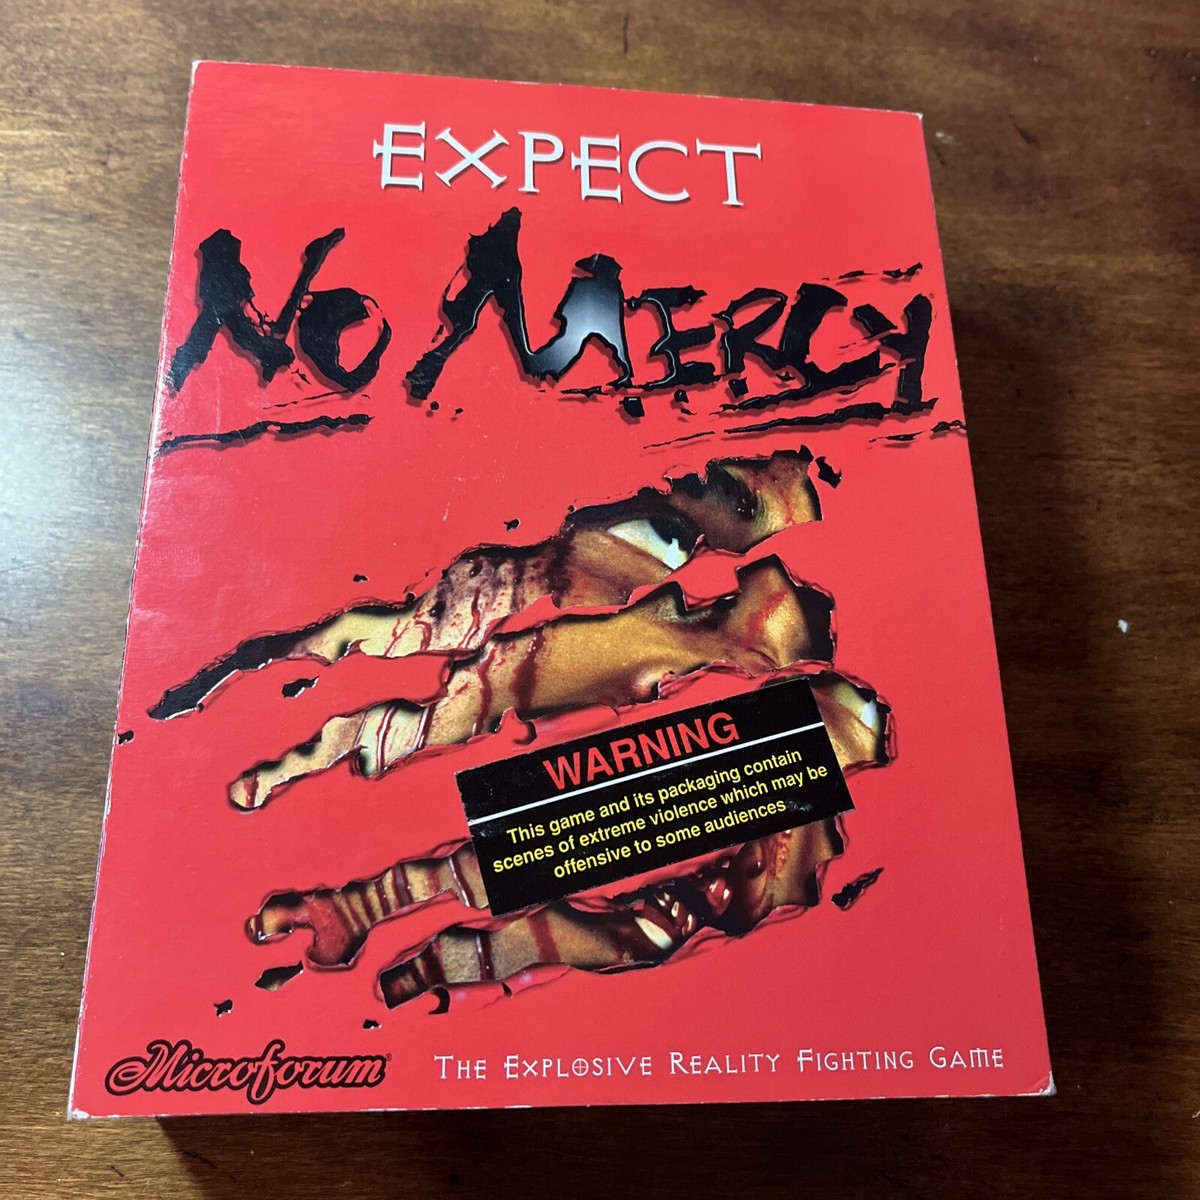 EXPECT
NO MERCY
WARNING
This game and its packaging contain
scenes of extreme violence which may be
offensive to some audiences
Microforum®
THE EXPLOSIVE REALITY FIGHTING GAME